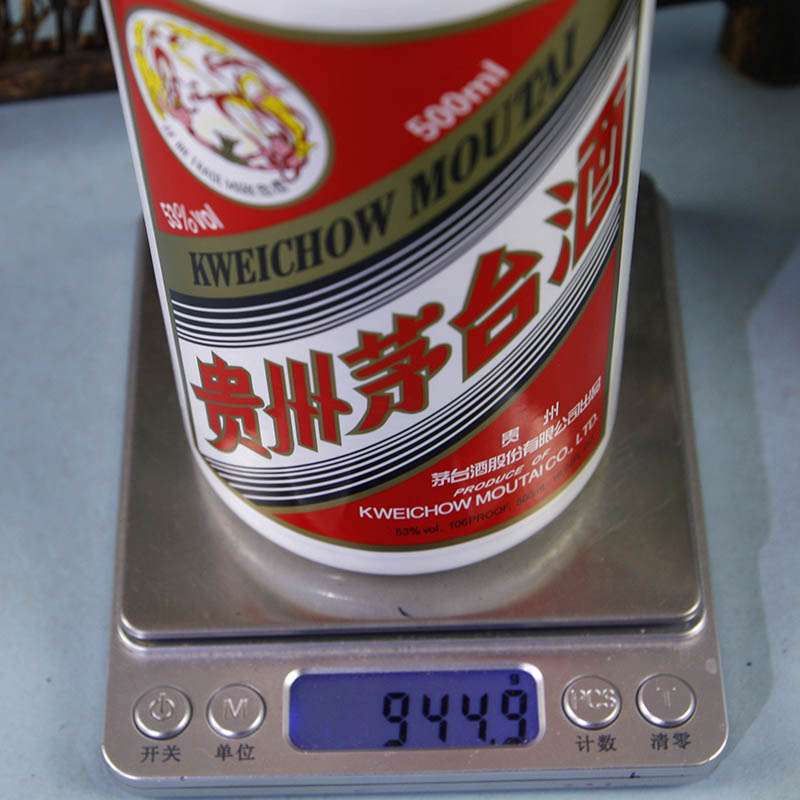 500ml
53%vol
KWEICHOW MOUTAI
贵州茅台酒
贵州
茅台酒股份有限公司出品
PRODUCE OF
KWEICHOW MOUTAI CO., LTD.
53% vol., 106PROOF, 500 ml
g
944.9
M
PCS
T
开关
单位
计数
清零